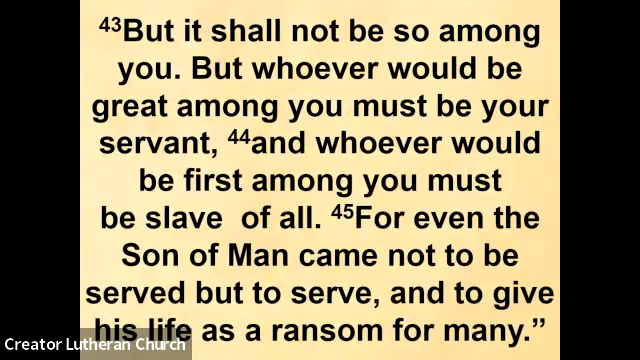 ⁴³But it shall not be so among
you. But whoever would be
great among you must be your
servant, ⁴⁴and whoever would
be first among you must
be slave  of all. ⁴⁵For even the
Son of Man came not to be
served but to serve, and to give
his life as a ransom for many.”
Creator Lutheran Church